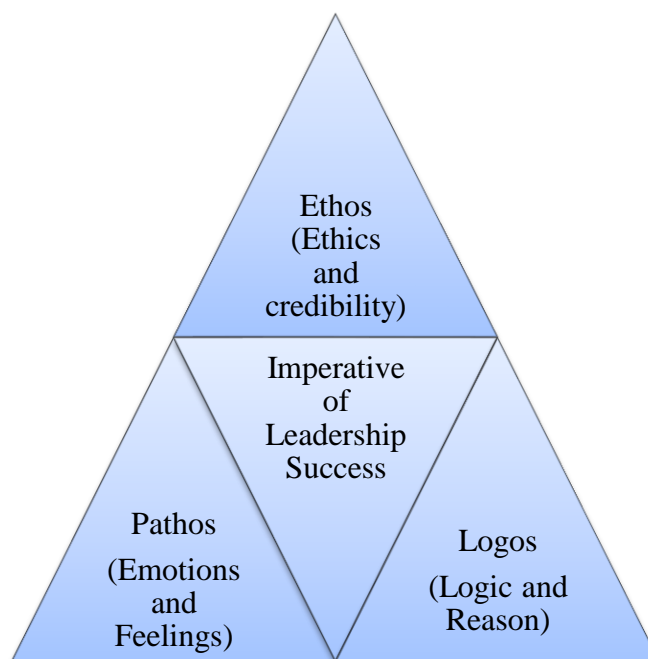 Ethos
(Ethics
and
credibility)
Imperative
of
Leadership
Success
Pathos
(Emotions
and
Feelings)
Logos
(Logic and
Reason)